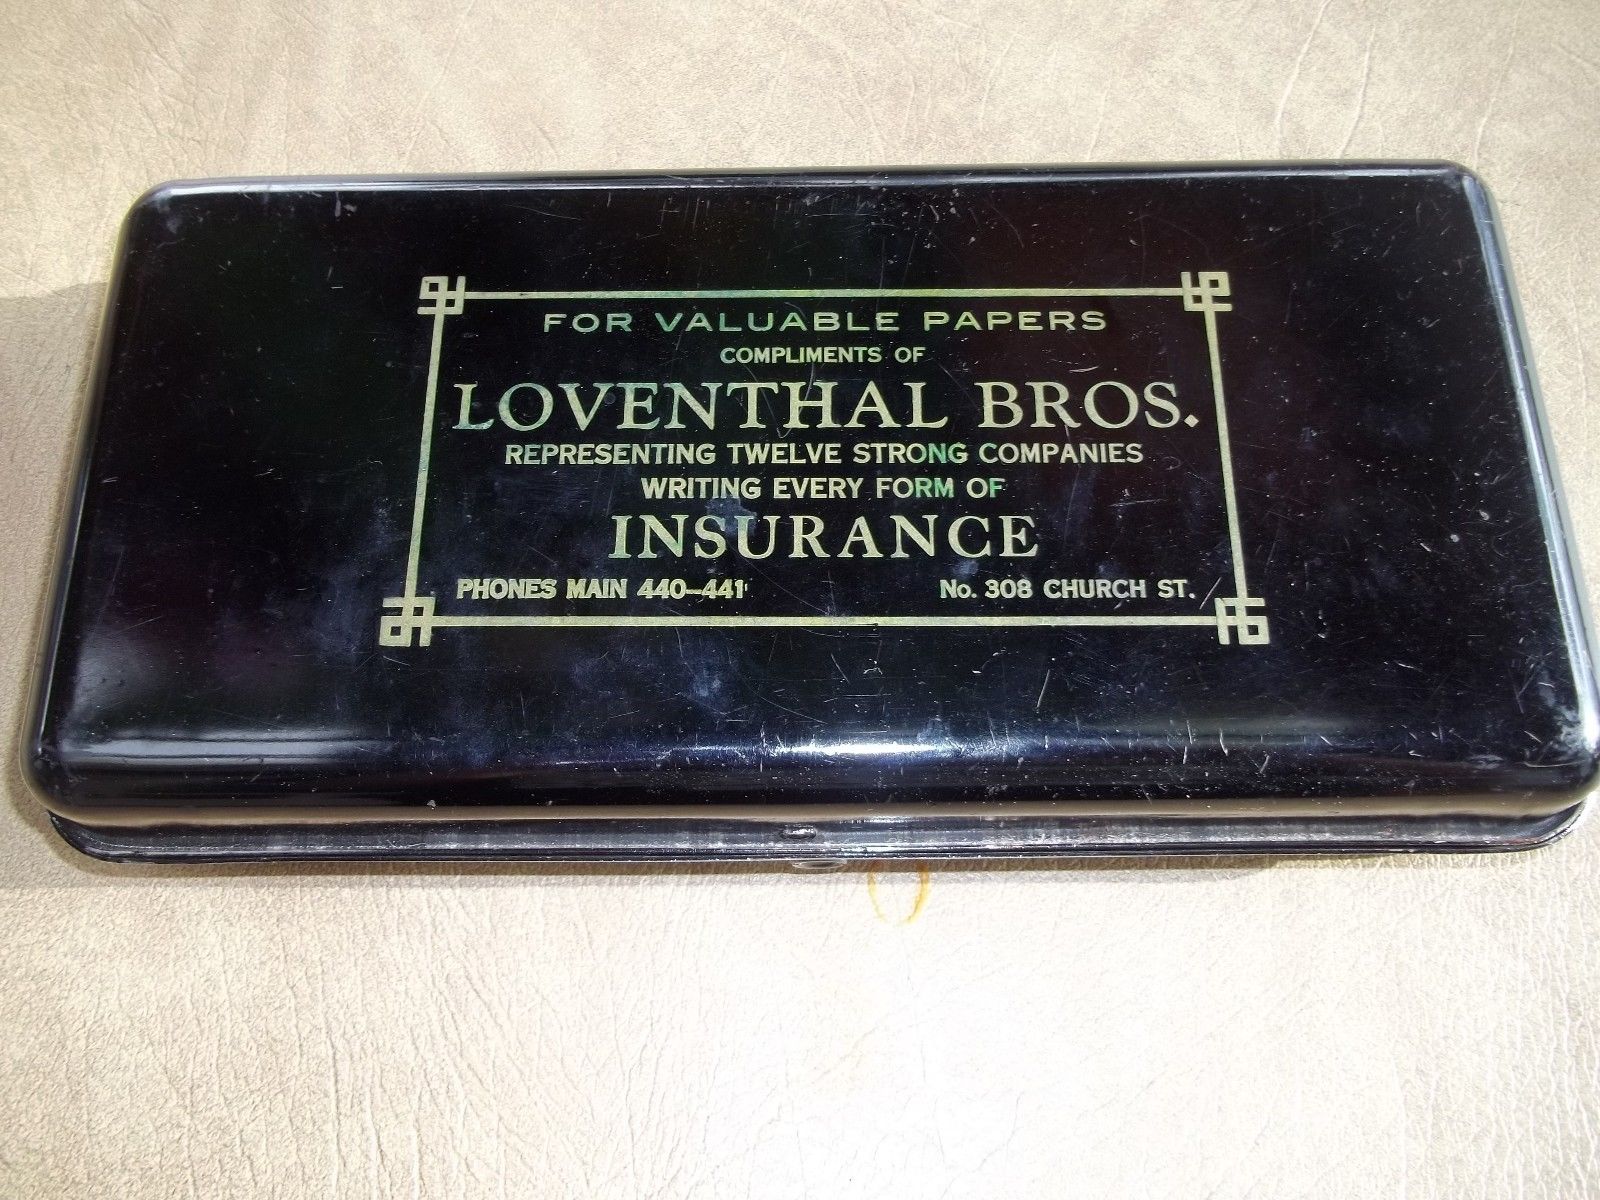 FOR VALUABLE PAPERS
COMPLIMENTS OF
LOVENTHAL BROS.
REPRESENTING TWELVE STRONG COMPANIES
WRITING EVERY FORM OF
INSURANCE
PHONES MAIN 440-441 No. 308 CHURCH ST.